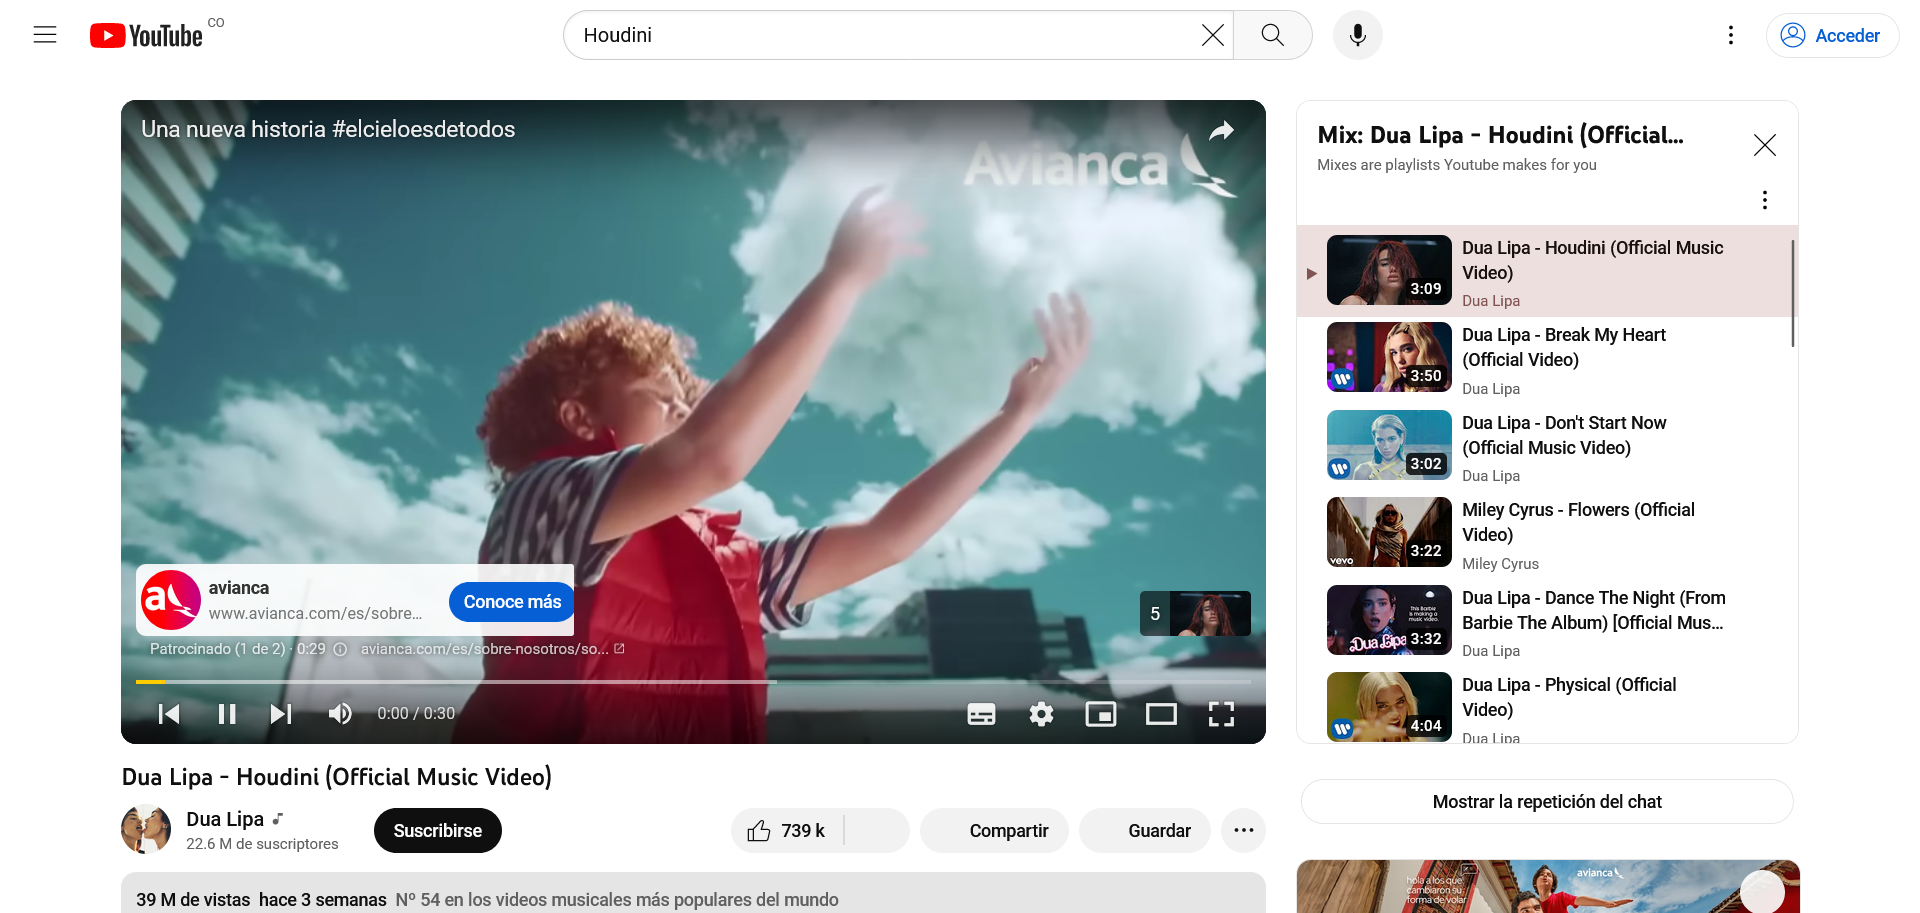 YouTube CO
Houdini
Acceder
Una nueva historia #elcieloesdetodos
Avianca
avianca
www.avianca.com/es/sobre...
Conoce más
5
Patrocinado (1 de 2) · 0:29
avianca.com/es/sobre-nosotros/so...
0:00 / 0:30
Dua Lipa - Houdini (Official Music Video)
Dua Lipa
22.6 M de suscriptores
Suscribirse
739 k
Compartir
Guardar
39 M de vistas hace 3 semanas Nº 54 en los videos musicales más populares del mundo
Mix: Dua Lipa - Houdini (Official...
Mixes are playlists Youtube makes for you
3:09
Dua Lipa - Houdini (Official Music
Video)
Dua Lipa
3:50
Dua Lipa - Break My Heart
(Official Video)
Dua Lipa
3:02
Dua Lipa - Don't Start Now
(Official Music Video)
Dua Lipa
vevo
3:22
Miley Cyrus - Flowers (Official
Video)
Miley Cyrus
This Barbie
is making a
music video.
Dua Lipa
3:32
Dua Lipa - Dance The Night (From
Barbie The Album) [Official Mus...
Dua Lipa
4:04
Dua Lipa - Physical (Official
Video)
Dua Lipa
Mostrar la repetición del chat
hola a los que
cambiaron su
forma de volar
avianca